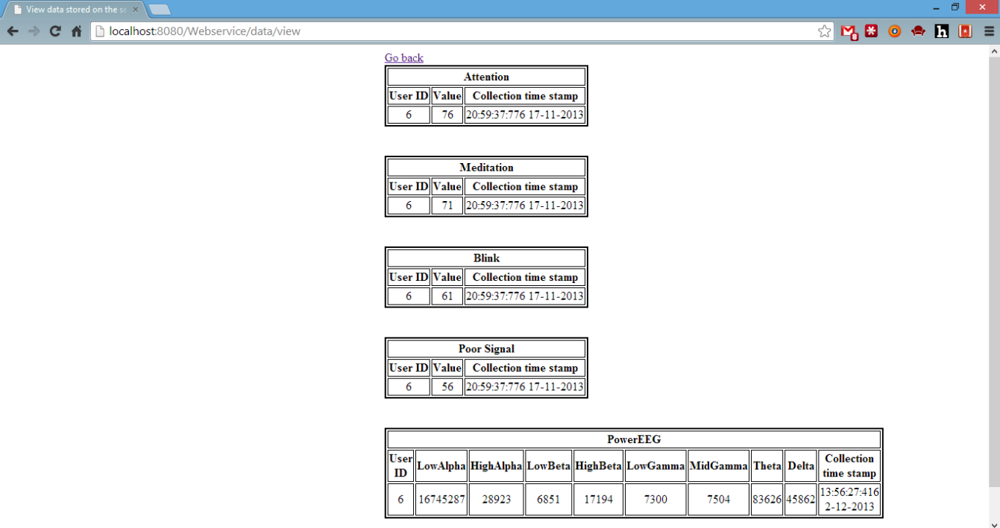 View data stored on the se
localhost:8080/Webservice/data/view
8
h
Go back
Attention
User ID Value Collection time stamp
6 76 20:59:37:776 17-11-2013
Meditation
User ID Value Collection time stamp
6 71 20:59:37:776 17-11-2013
Blink
User ID Value Collection time stamp
6 61 20:59:37:776 17-11-2013
Poor Signal
User ID Value Collection time stamp
6 56 20:59:37:776 17-11-2013
PowerEEG
User ID LowAlpha HighAlpha LowBeta HighBeta LowGamma MidGamma Theta Delta Collection time stamp
6 16745287 28923 6851 17194 7300 7504 83626 45862 13:56:27:416 2-12-2013